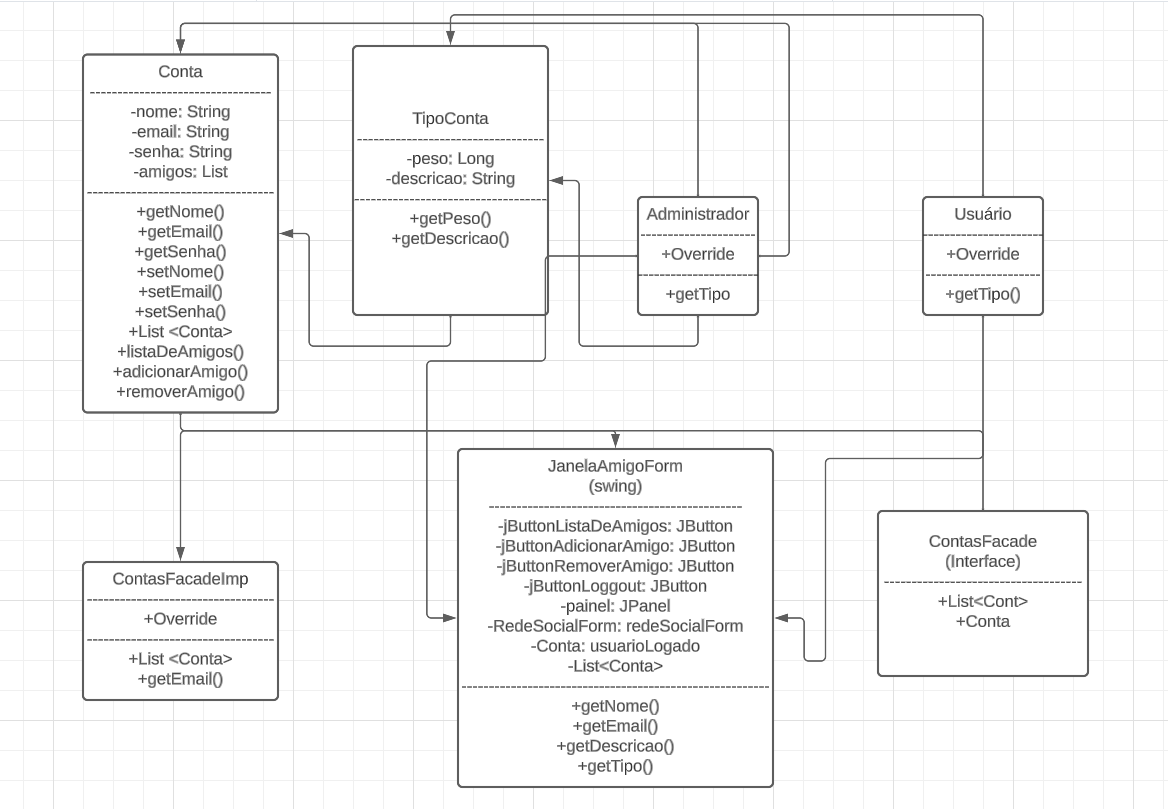 Conta
-nome: String
-email: String
-senha: String
-amigos: List
+getNome()
+getEmail()
+getSenha()
+setNome()
+setEmail()
+setSenha()
+List <Conta>
+listaDeAmigos()
+adicionarAmigo()
+removerAmigo()
TipoConta
-peso: Long
-descricao: String
+getPeso()
+getDescricao()
Administrador
+Override
+getTipo
Usuário
+Override
+getTipo()
ContasFacadeImp
+Override
+List <Conta>
+getEmail()
JanelaAmigoForm
(swing)
-jButtonListaDeAmigos: JButton
-jButtonAdicionarAmigo: JButton
-jButtonRemoverAmigo: JButton
-jButtonLoggout: JButton
-painel: JPanel
-RedeSocialForm: redeSocialForm
-Conta: usuarioLogado
-List<Conta>
+getNome()
+getEmail()
+getDescricao()
+getTipo()
ContasFacade
(Interface)
+List<Cont>
+Conta